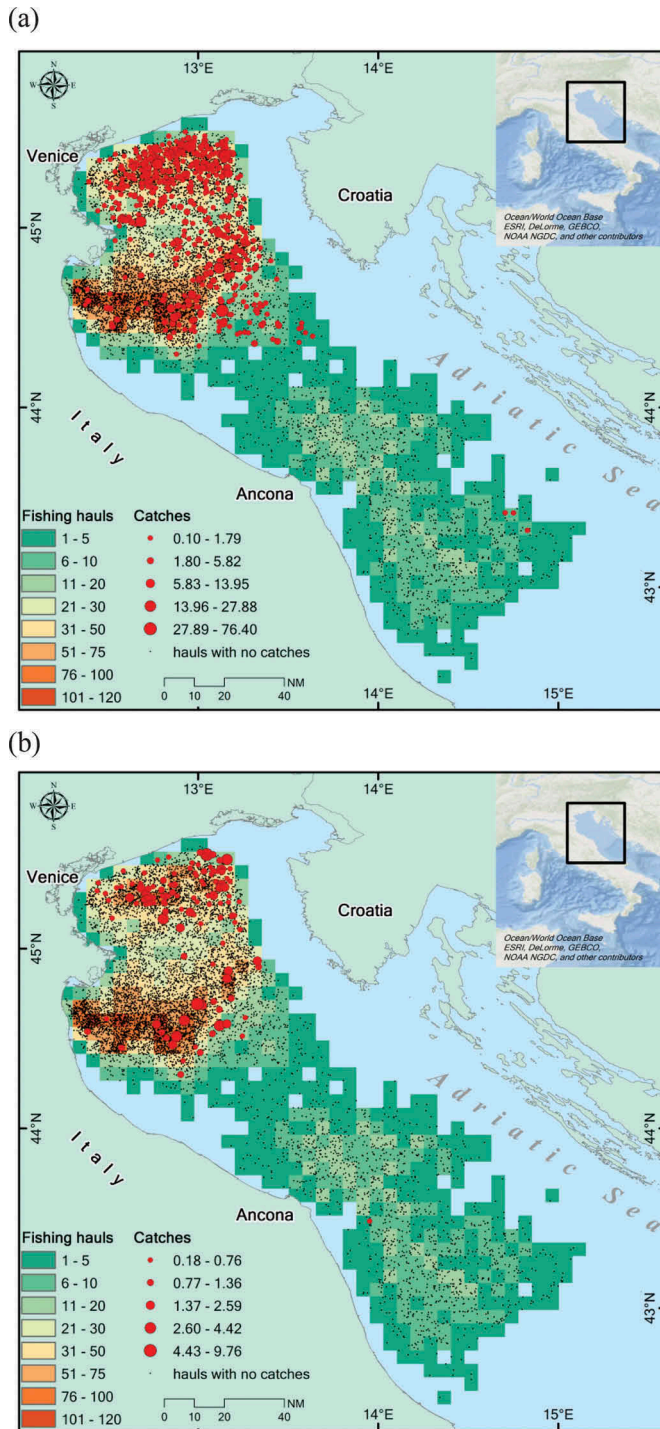 (a)
13°E
14°E
N
W E
S
Venice
Croatia
45°N
Ocean/World Ocean Base
ESRI, DeLorme, GEBCO,
NOAA NGDC, and other contributors
44°N
Italy
Adriatic Sea
Ancona
43°N
Fishing hauls
1 - 5
6 - 10
11 - 20
21 - 30
31 - 50
51 - 75
76 - 100
101 - 120
Catches
0.10 - 1.79
1.80 - 5.82
5.83 - 13.95
13.96 - 27.88
27.89 - 76.40
hauls with no catches
NM
0 10 20 40
14°E
15°E
(b)
13°E
14°E
N
W E
S
Venice
Croatia
45°N
Ocean/World Ocean Base
ESRI, DeLorme, GEBCO,
NOAA NGDC, and other contributors
44°N
Italy
Adriatic Sea
Ancona
43°N
Fishing hauls
1 - 5
6 - 10
11 - 20
21 - 30
31 - 50
51 - 75
76 - 100
101 - 120
Catches
0.18 - 0.76
0.77 - 1.36
1.37 - 2.59
2.60 - 4.42
4.43 - 9.76
hauls with no catches
NM
0 10 20 40
14°E
15°E